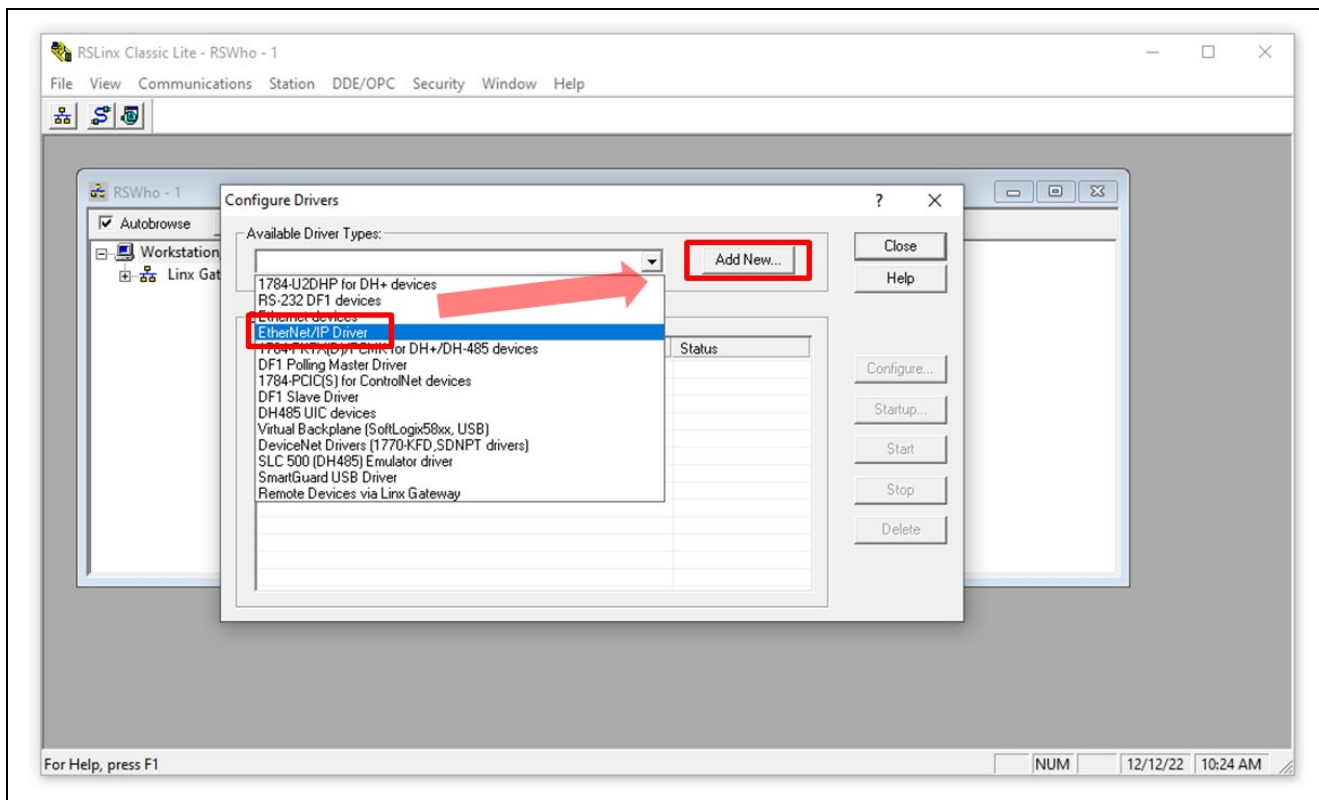 RSLinx Classic Lite - RSWho - 1
File View Communications Station DDE/OPC Security Window Help
RSWho - 1
Autobrowse
Workstation
Linx Gat
Configure Drivers
? 
Available Driver Types:
Add New...
Close
Help
1784-U2DHP for DH+ devices
RS-232 DF1 devices
Ethernet devices
EtherNet/IP Driver
1784-PKTX(D)/PCMK for DH+/DH-485 devices
DF1 Polling Master Driver
1784-PCIC(S) for ControlNet devices
DF1 Slave Driver
DH485 UIC devices
Virtual Backplane (SoftLogix58xx, USB)
DeviceNet Drivers (1770-KFD,SDNPT drivers)
SLC 500 (DH485) Emulator driver
SmartGuard USB Driver
Remote Devices via Linx Gateway
Status
Configure...
Startup...
Start
Stop
Delete
For Help, press F1
NUM
12/12/22
10:24 AM